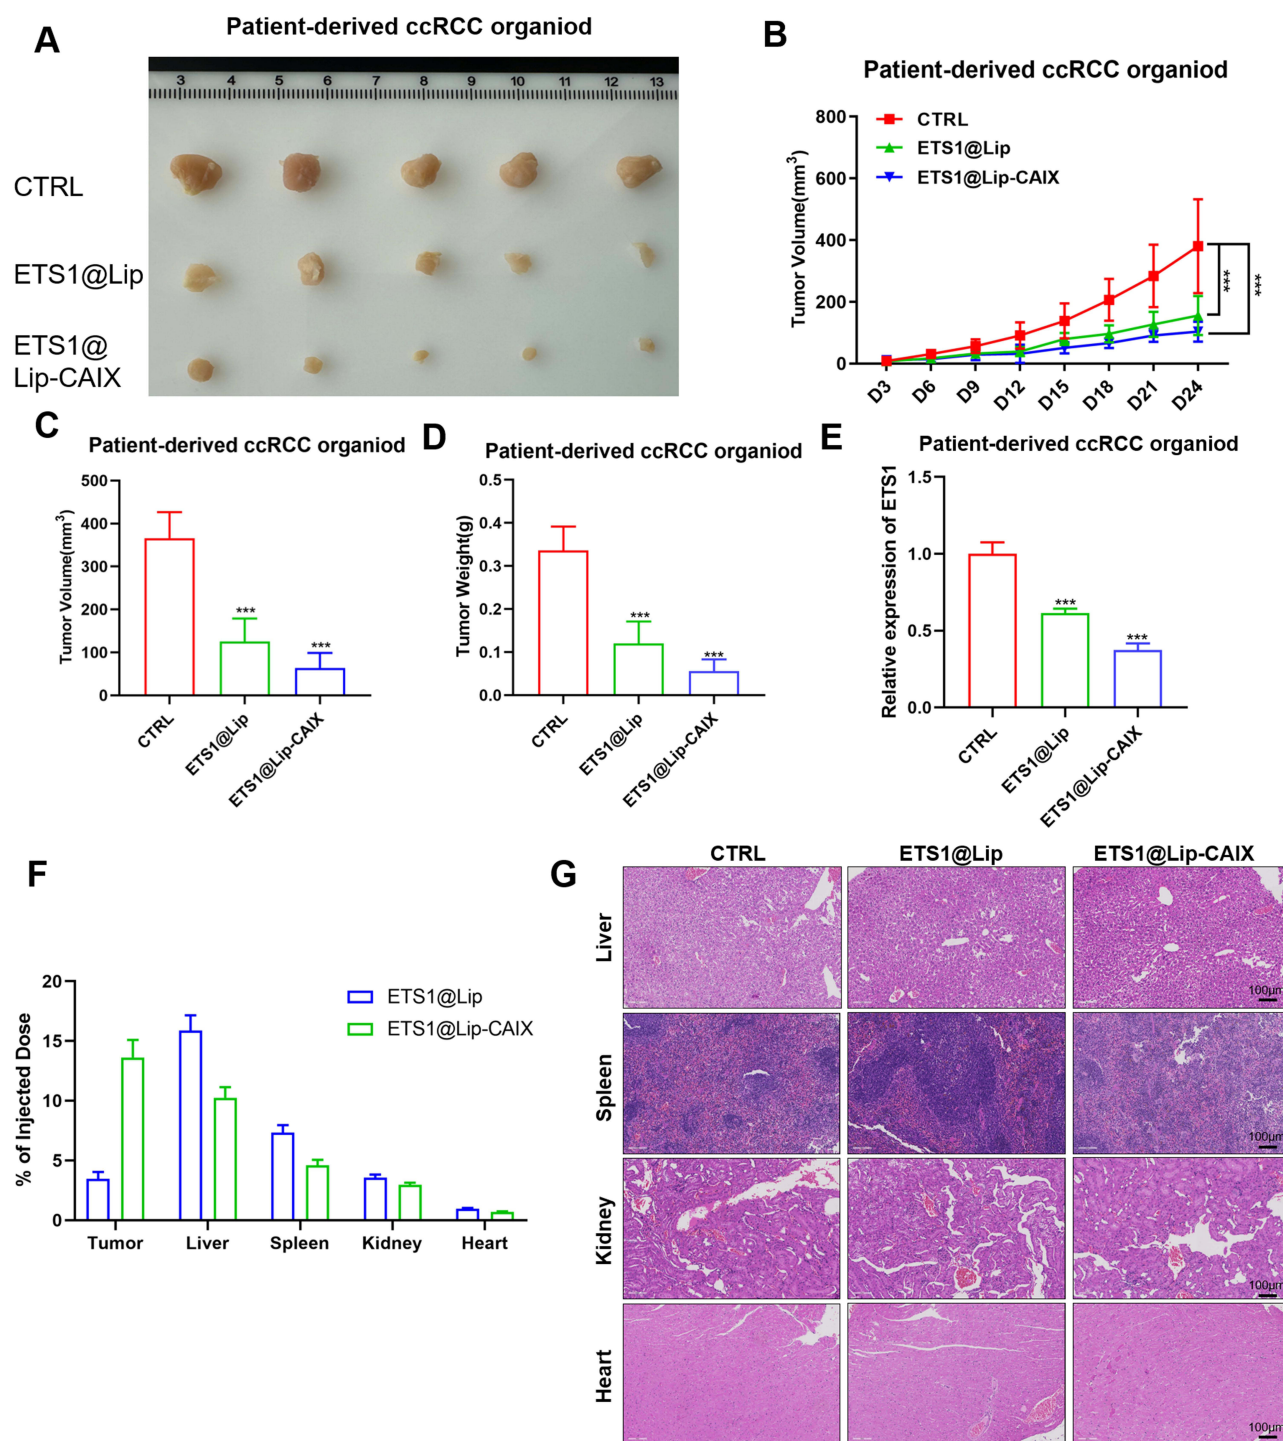 A
Patient-derived ccRCC organiod
3 4 5 6 7 8 9 10 11 12 13
CTRL
ETS1@Lip
ETS1@
Lip-CAIX
B
Patient-derived ccRCC organiod
Tumor Volume(mm³)
800
600
400
200
0
CTRL
ETS1@Lip
ETS1@Lip-CAIX
***
***
D3 D6 D9 D12 D15 D18 D21 D24
C
Patient-derived ccRCC organiod
Tumor Volume(mm³)
500
400
300
200
100
0
***
***
CTRL
ETS1@Lip
ETS1@Lip-CAIX
D
Patient-derived ccRCC organiod
Tumor Weight(g)
0.5
0.4
0.3
0.2
0.1
0.0
***
***
CTRL
ETS1@Lip
ETS1@Lip-CAIX
E
Patient-derived ccRCC organiod
Relative expression of ETS1
1.5
1.0
0.5
0.0
***
***
CTRL
ETS1@Lip
ETS1@Lip-CAIX
F
% of Injected Dose
20
15
10
5
0
ETS1@Lip
ETS1@Lip-CAIX
Tumor Liver Spleen Kidney Heart
G
CTRL ETS1@Lip ETS1@Lip-CAIX
Liver
100μm
Spleen
100μm
Kidney
100μm
Heart
100μm